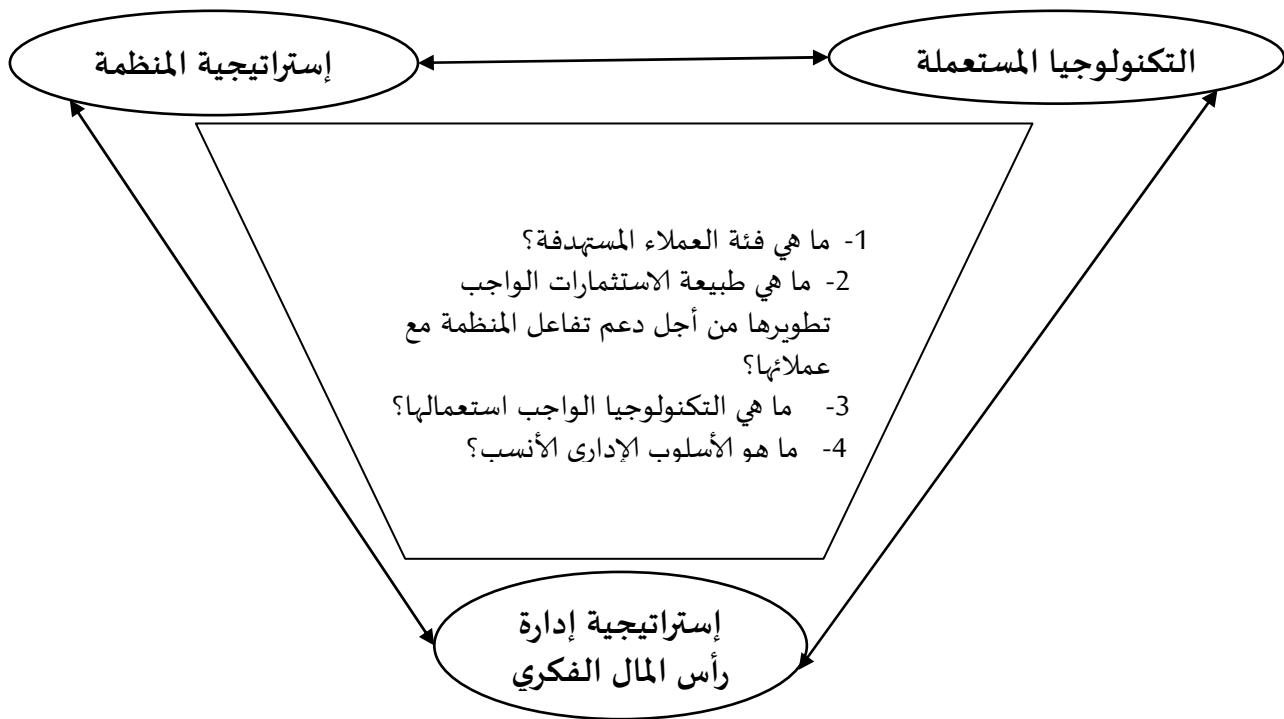 التكنولوجيا المستعملة
إستراتيجية المنظمة
1- ما هي فئة العملاء المستهدفة؟
2- ما هي طبيعة الاستثمارات الواجب
تطويرها من أجل دعم تفاعل المنظمة مع
عملائها؟
3- ما هي التكنولوجيا الواجب استعمالها؟
4- ما هو الأسلوب الإداري الأنسب؟
إستراتيجية إدارة
رأس المال الفكري